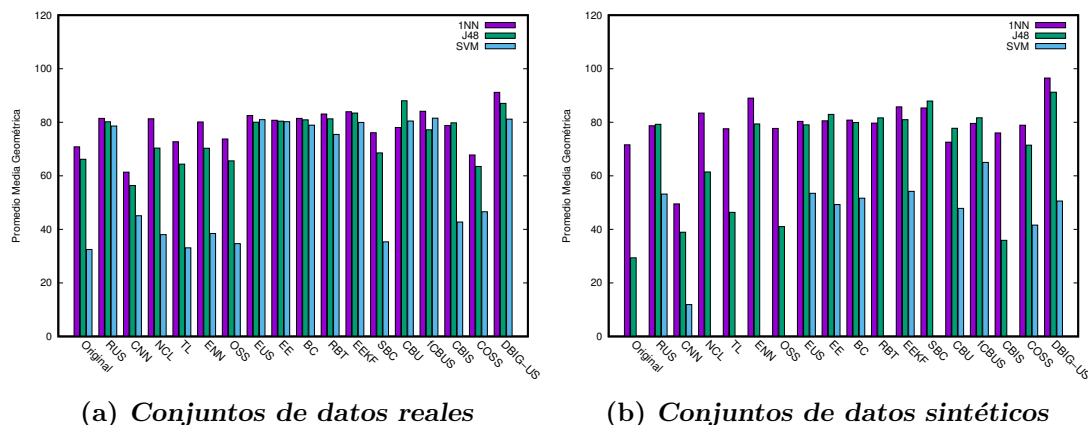 120
100
80
60
40
20
0
Promedio Media Geométrica
1NN
J48
SVM
Original
RUS
CNN
NCL
TL
ENN
OSS
EUS
EE
BC
RBT
EEKF
SBC
CBU
fCBUS
CBIS
COSS
DBIG-US
(a) Conjuntos de datos reales
120
100
80
60
40
20
0
Promedio Media Geométrica
1NN
J48
SVM
Original
RUS
CNN
NCL
TL
ENN
OSS
EUS
EE
BC
RBT
EEKF
SBC
CBU
fCBUS
CBIS
COSS
DBIG-US
(b) Conjuntos de datos sintéticos